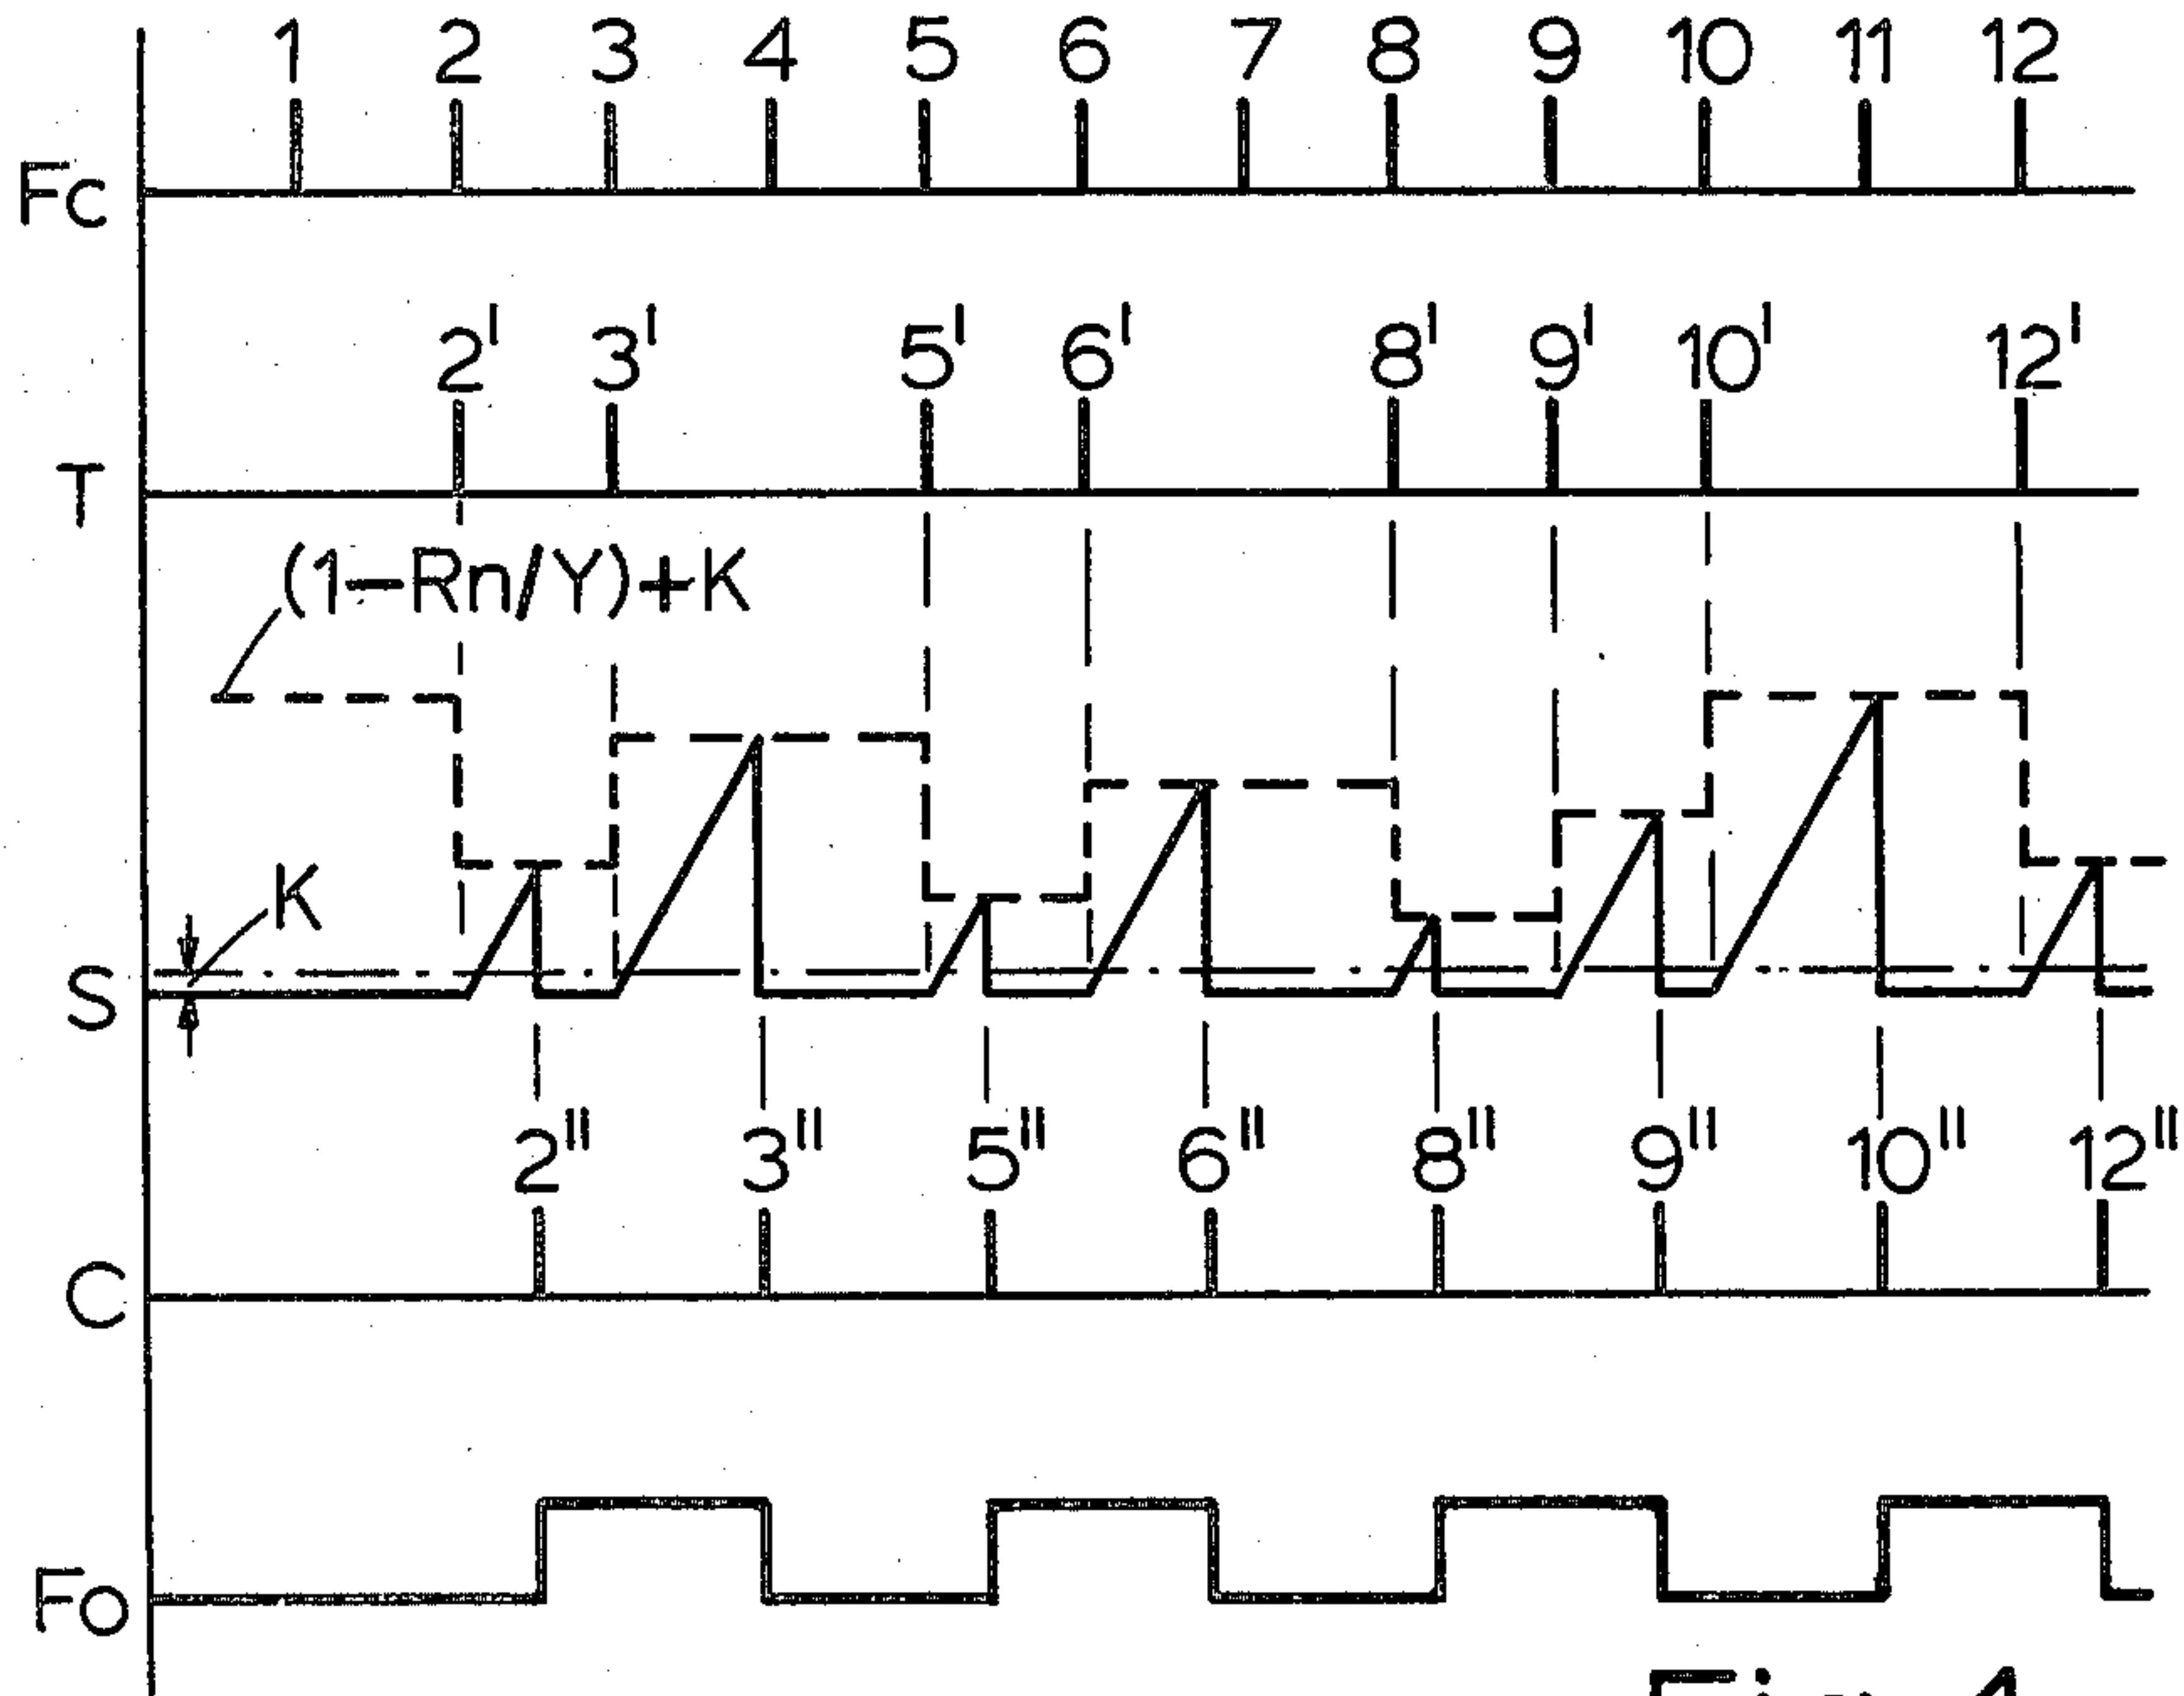 1 2 3 4 5 6 7 8 9 10 11 12
Fc
2' 3' 5' 6' 8' 9' 10' 12'
T
(1-Rn/Y)+K
K
S
2" 3" 5" 6" 8" 9" 10" 12"
C
Fo